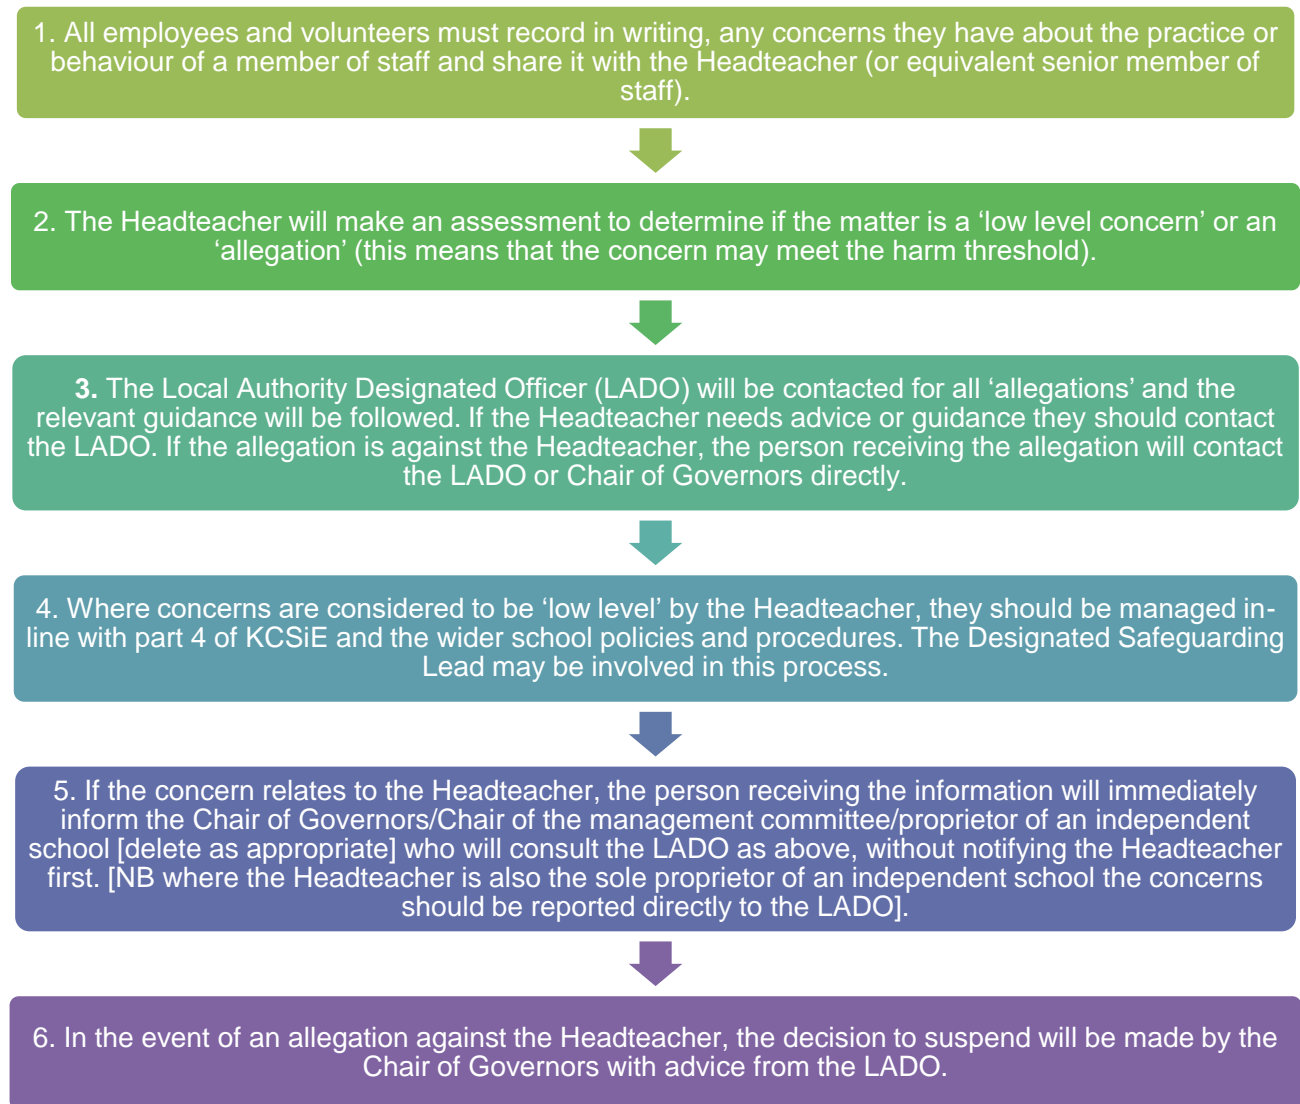 1. All employees and volunteers must record in writing, any concerns they have about the practice or
behaviour of a member of staff and share it with the Headteacher (or equivalent senior member of
staff).
2. The Headteacher will make an assessment to determine if the matter is a ‘low level concern’ or an
‘allegation’ (this means that the concern may meet the harm threshold).
3. The Local Authority Designated Officer (LADO) will be contacted for all ‘allegations’ and the
relevant guidance will be followed. If the Headteacher needs advice or guidance they should contact
the LADO. If the allegation is against the Headteacher, the person receiving the allegation will contact
the LADO or Chair of Governors directly.
4. Where concerns are considered to be ‘low level’ by the Headteacher, they should be managed in-
line with part 4 of KCSiE and the wider school policies and procedures. The Designated Safeguarding
Lead may be involved in this process.
5. If the concern relates to the Headteacher, the person receiving the information will immediately
inform the Chair of Governors/Chair of the management committee/proprietor of an independent
school [delete as appropriate] who will consult the LADO as above, without notifying the Headteacher
first. [NB where the Headteacher is also the sole proprietor of an independent school the concerns
should be reported directly to the LADO].
6. In the event of an allegation against the Headteacher, the decision to suspend will be made by the
Chair of Governors with advice from the LADO.